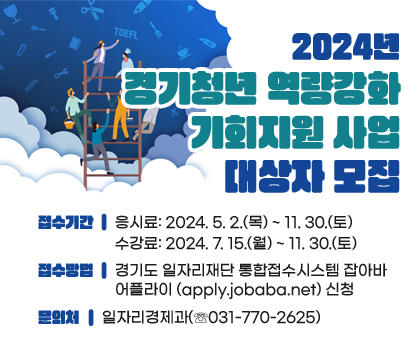 TOEFL
2024년
경기청년 역량강화
기회지원 사업
대상자 모집
접수기간 | 응시료: 2024. 5. 2.(목) ~ 11. 30.(토)
수강료: 2024. 7. 15.(월) ~ 11. 30.(토)
접수방법 | 경기도 일자리재단 통합접수시스템 잡아바
어플라이 (apply.jobaba.net) 신청
문의처 | 일자리경제과(☏031-770-2625)